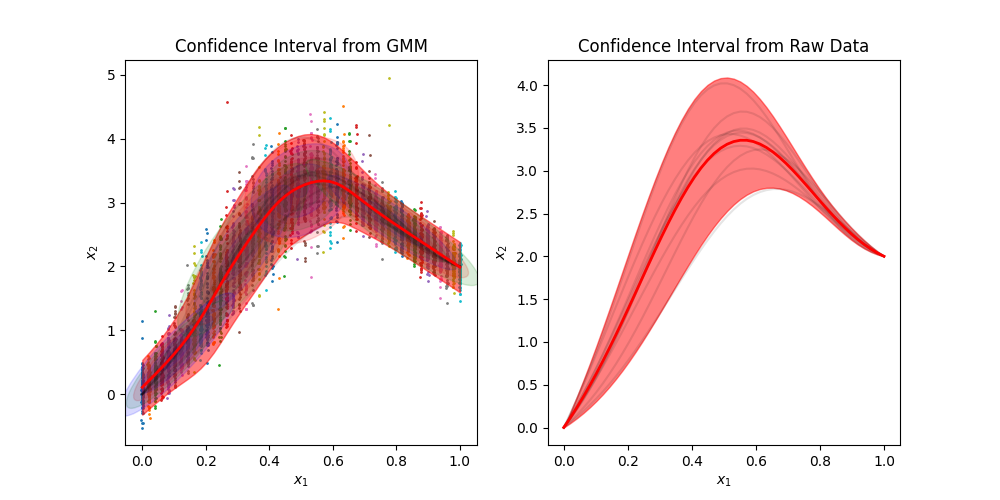 Confidence Interval from GMM
5
4
3
2
1
0
x₂
0.0 0.2 0.4 0.6 0.8 1.0
x₁
Confidence Interval from Raw Data
4.0
3.5
3.0
2.5
2.0
1.5
1.0
0.5
0.0
x₂
0.0 0.2 0.4 0.6 0.8 1.0
x₁